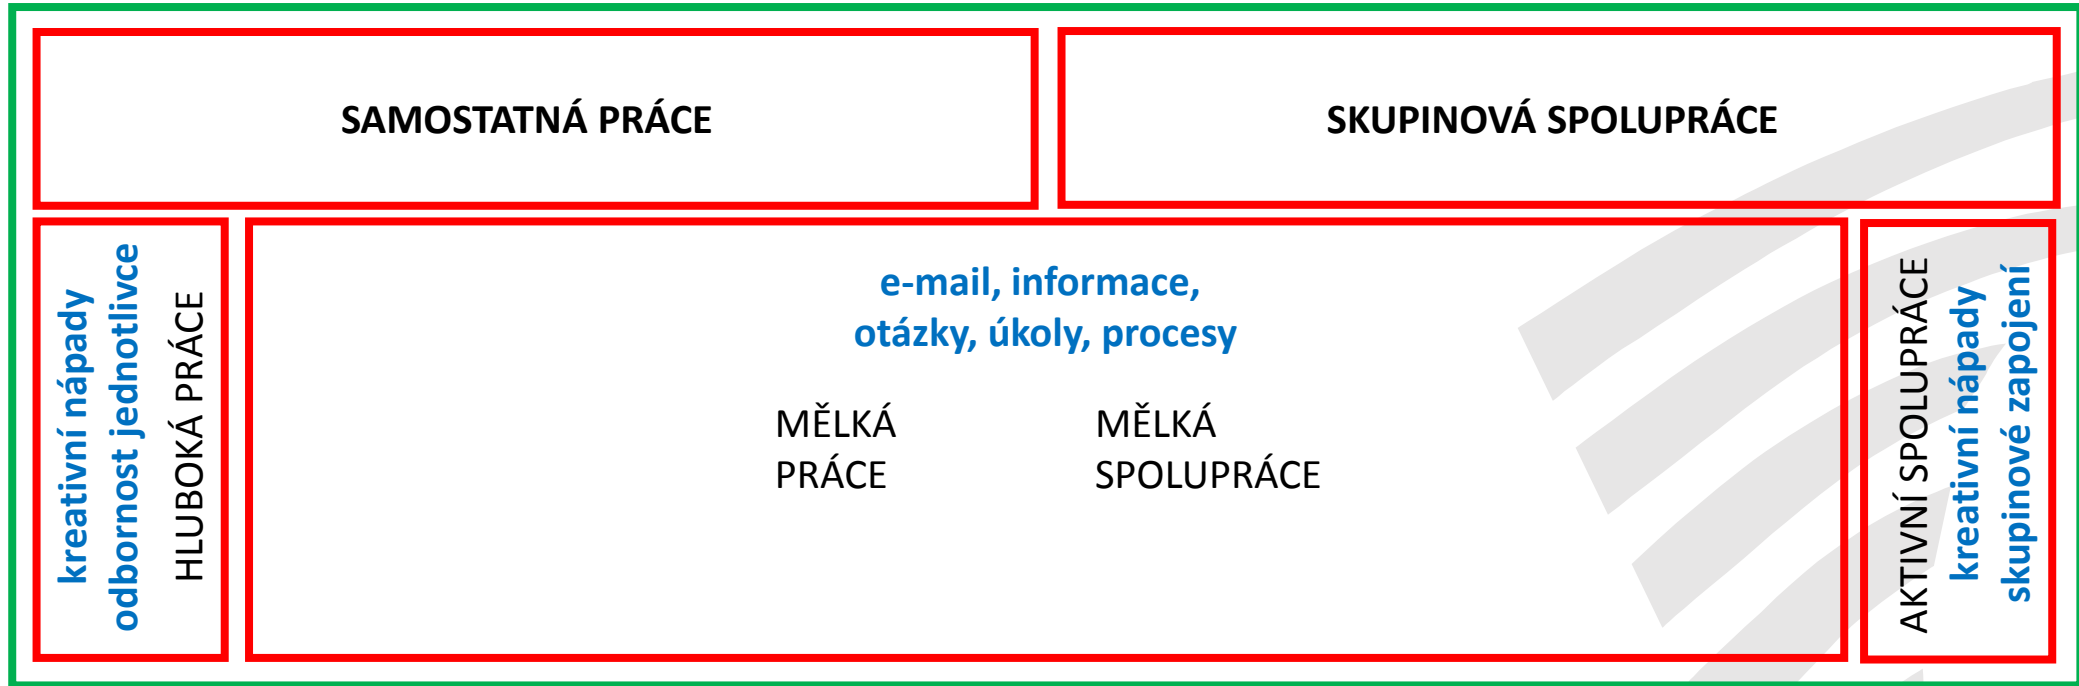 SAMOSTATNÁ PRÁCE
SKUPINOVÁ SPOLUPRÁCE
kreativní nápady
odbornost jednotlivce
HLUBOKÁ PRÁCE
e-mail, informace,
otázky, úkoly, procesy
MĚLKÁ
PRÁCE
MĚLKÁ
SPOLUPRÁCE
AKTIVNÍ SPOLUPRÁCE
kreativní nápady
skupinové zapojení